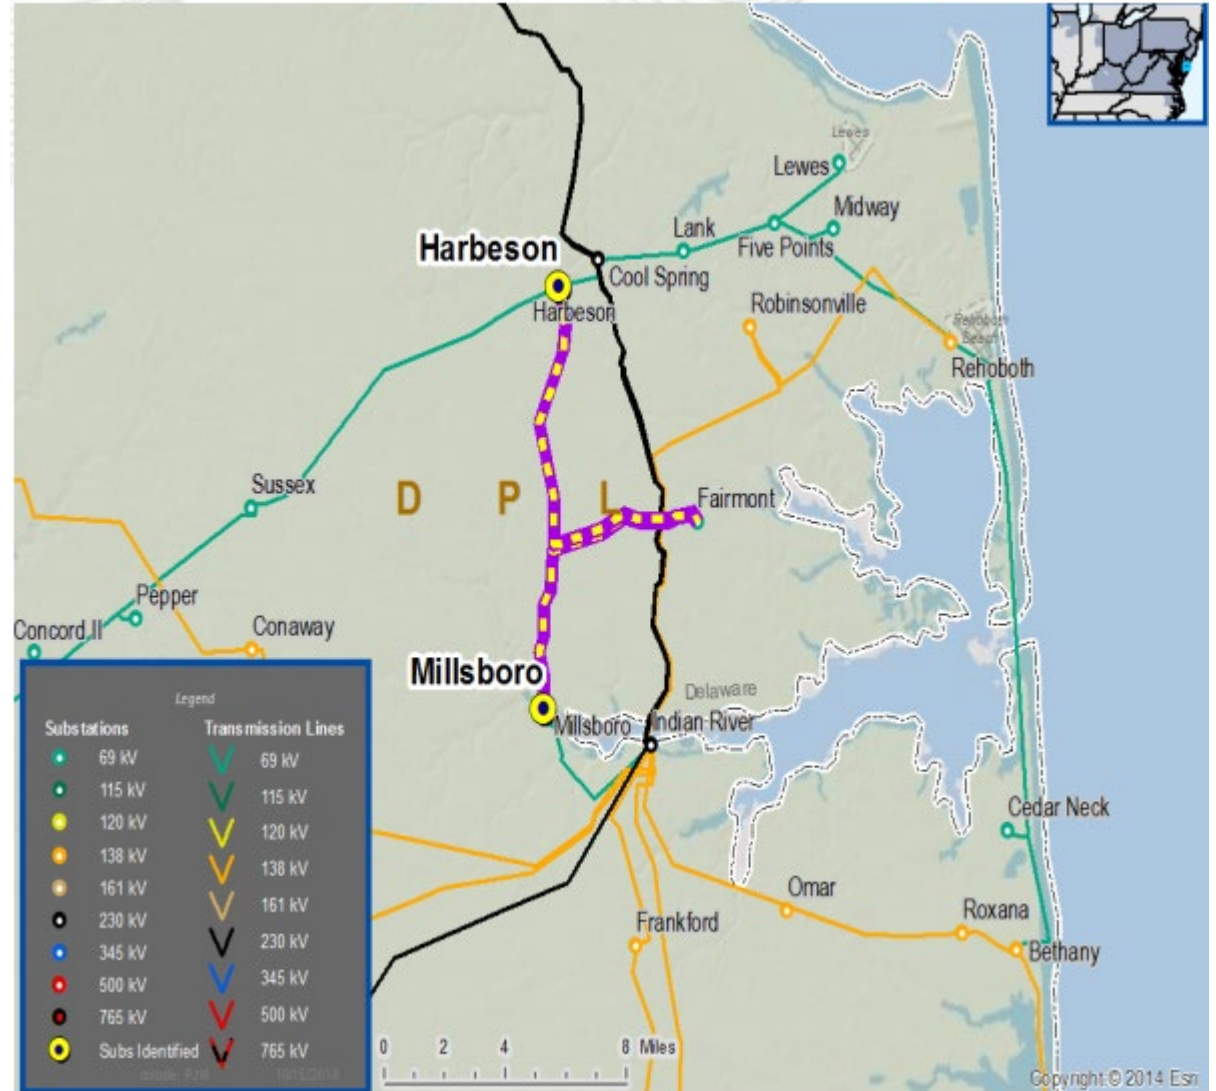 Lewes
Lewes
Midway
Lank
Five Points
Harbeson
Cool Spring
Harbeson
Robinsonville
Rehoboth
Beach
Rehoboth
Sussex
D P L
Fairmont
Pepper
Concord II
Conaway
Millsboro
Delaware
Millsboro
Indian River
Cedar Neck
Omar
Roxana
Frankford
Bethany
Legend
Substations Transmission Lines
69 kV 69 kV
115 kV 115 kV
120 kV 120 kV
138 kV 138 kV
161 kV 161 kV
230 kV 230 kV
345 kV 345 kV
500 kV 500 kV
765 kV 765 kV
Subs Identified
0 2 4 8 Miles
Copyright © 2014 Esri